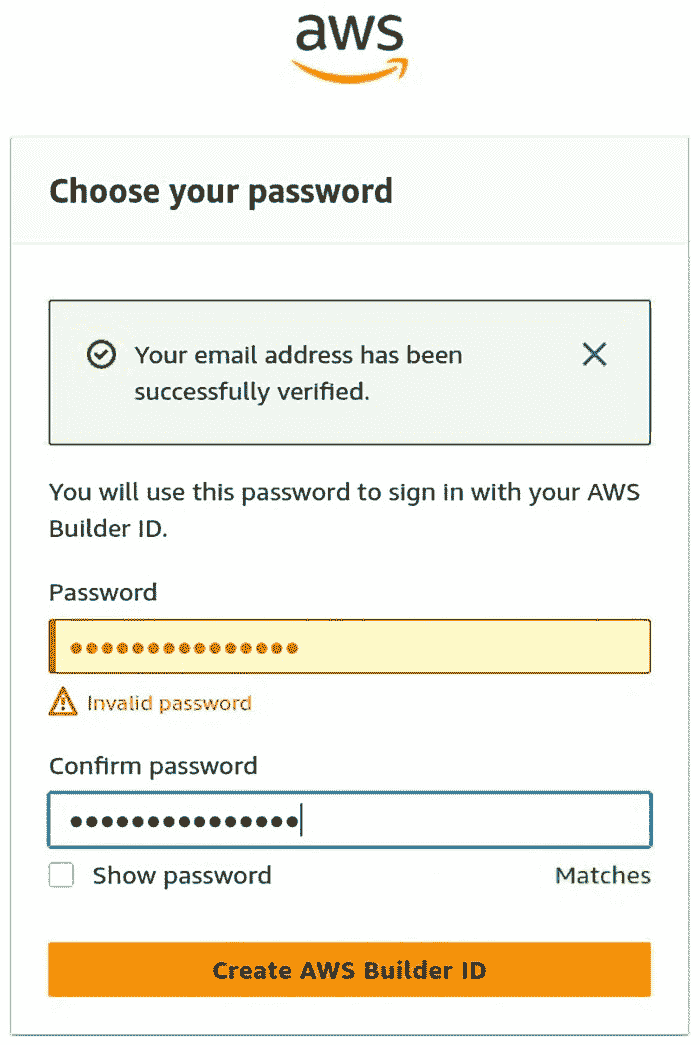 aws
Choose your password
Your email address has been
successfully verified.
You will use this password to sign in with your AWS
Builder ID.
Password
●●●●●●●●●●●●●●●
Invalid password
Confirm password
●●●●●●●●●●●●●●●
Show password
Matches
Create AWS Builder ID